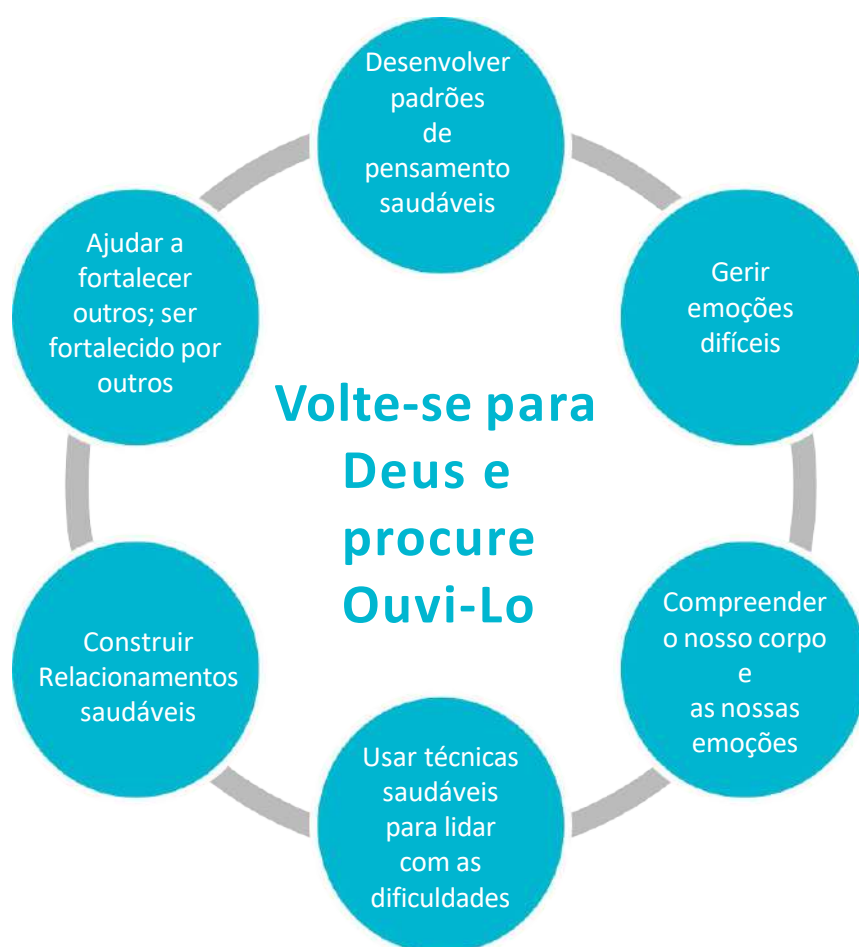 Desenvolver
padrões
de
pensamento
saudáveis
Gerir
emoções
difíceis
Compreender
o nosso corpo
e
as nossas
emoções
Usar técnicas
saudáveis
para lidar
com as
dificuldades
Construir
Relacionamentos
saudáveis
Ajudar a
fortalecer
outros; ser
fortalecido por
outros
Volte-se para
Deus e
procure
Ouvi-Lo